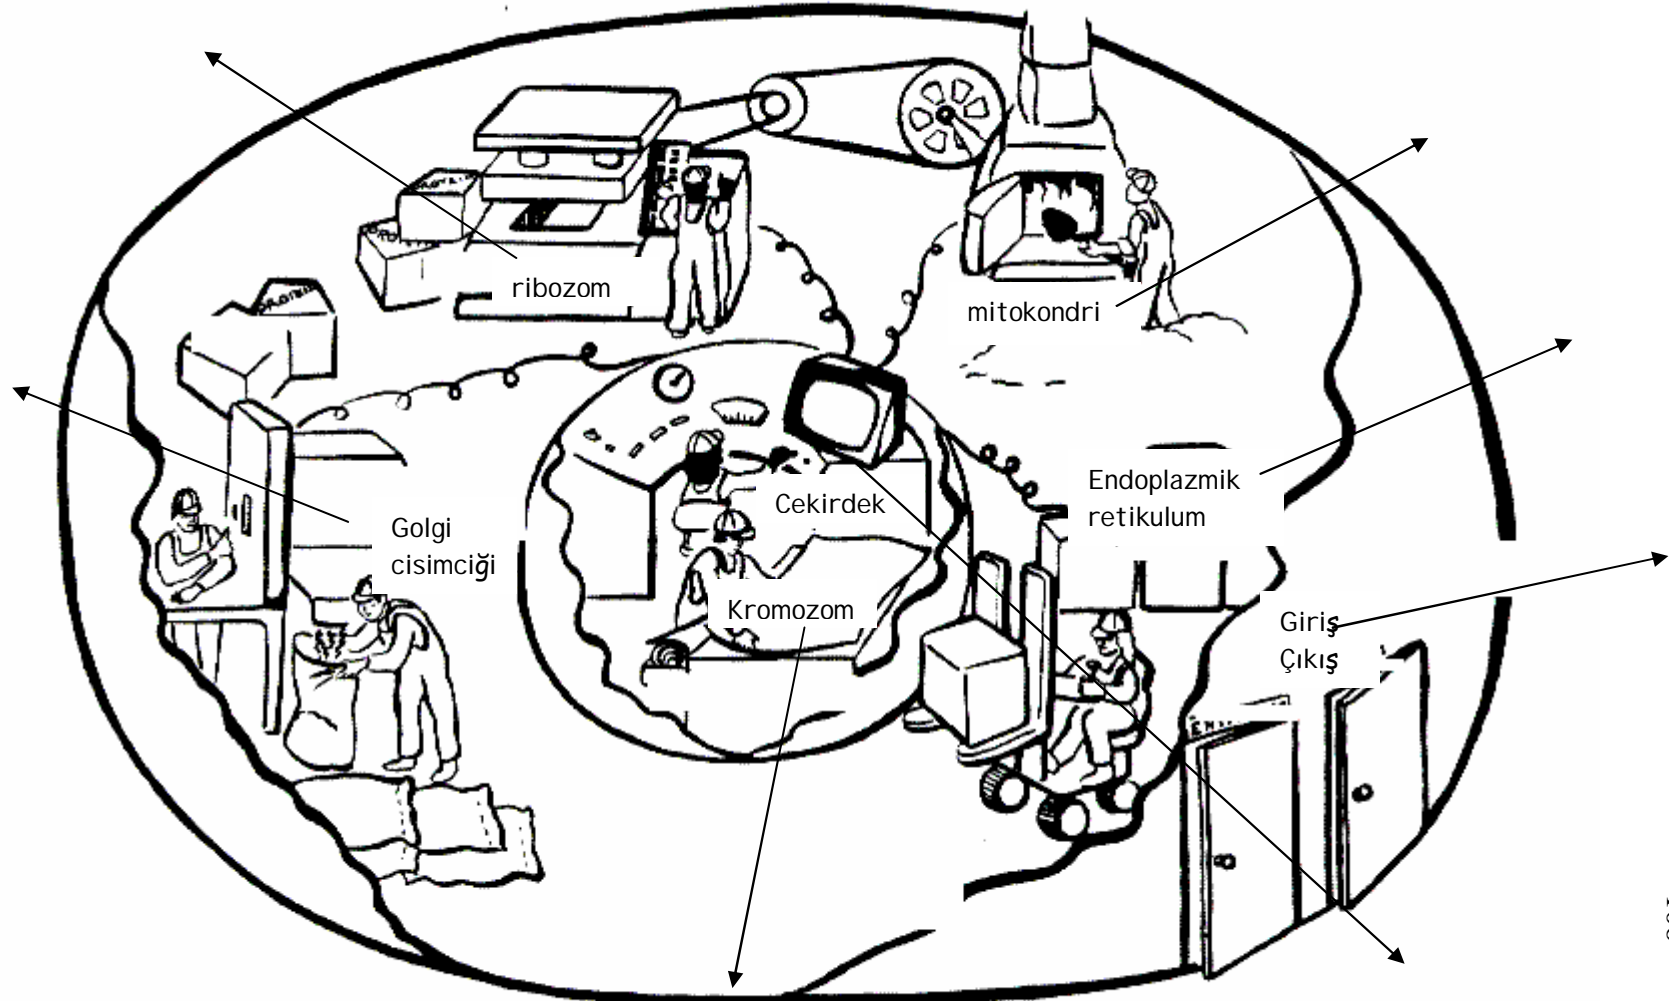 ribozom
mitokondri
Endoplazmik
retikulum
Cekirdek
Golgi
cisimciği
Kromozom
Giriş
Çıkış